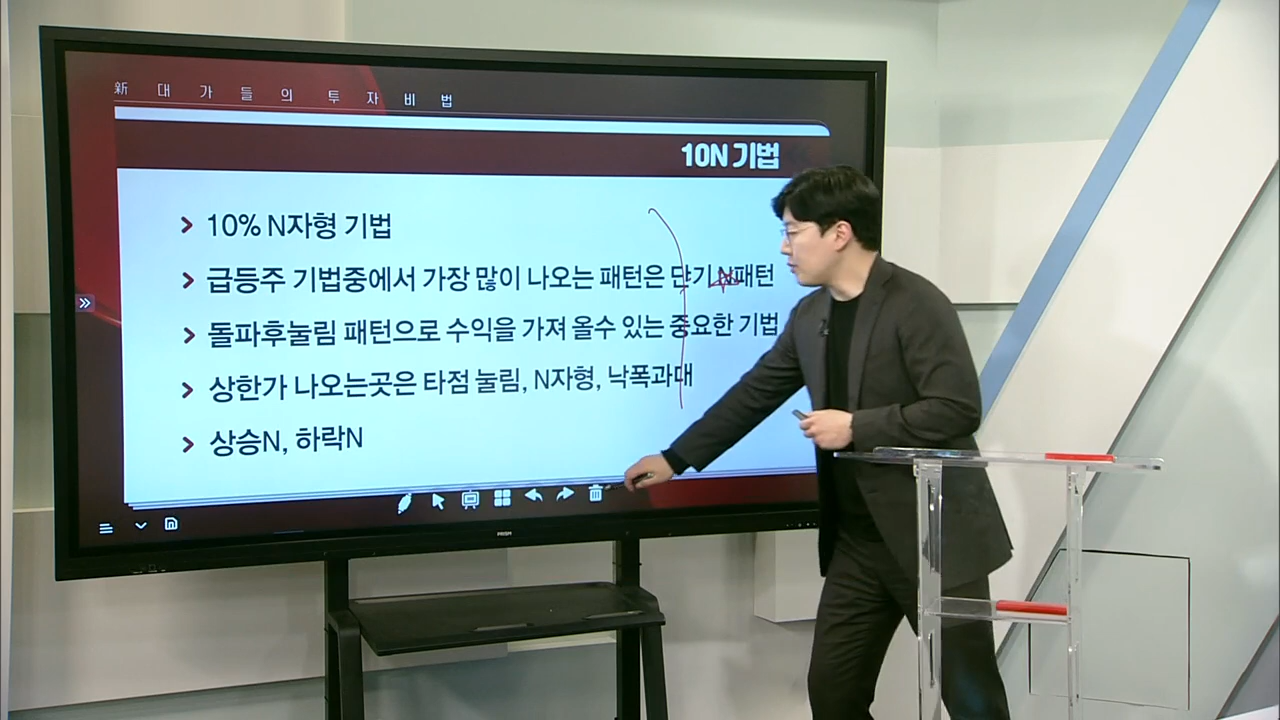 新 대가들의 투자비법
10N 기법
10% N자형 기법
급등주 기법중에서 가장 많이 나오는 패턴은 단기 N패턴
돌파후눌림 패턴으로 수익을 가져 올수 있는 중요한 기법
상한가 나오는곳은 타점 눌림, N자형, 낙폭과대
상승N, 하락N
PRISM